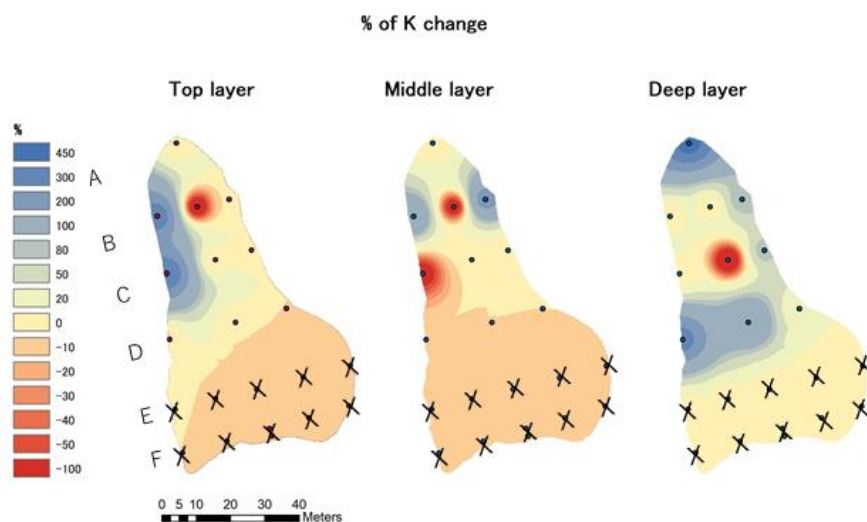 % of K change
Top layer
Middle layer
Deep layer
%
450
300
200
100
80
50
20
0
-10
-20
-30
-40
-50
-100
A
B
C
D
E
F
0 5 10 20 30 40
Meters